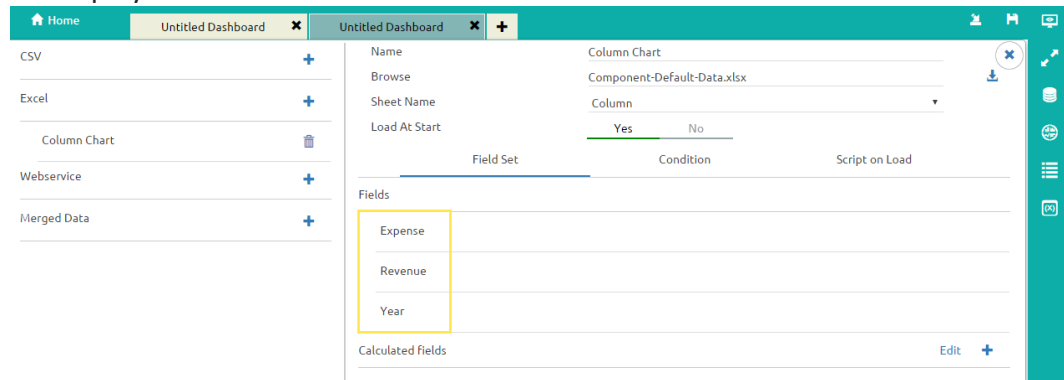 Home
Untitled Dashboard
Untitled Dashboard
CSV
Excel
Column Chart
Webservice
Merged Data
Name Column Chart
Browse Component-Default-Data.xlsx
Sheet Name Column
Load At Start Yes No
Field Set Condition Script on Load
Fields
Expense
Revenue
Year
Calculated fields Edit